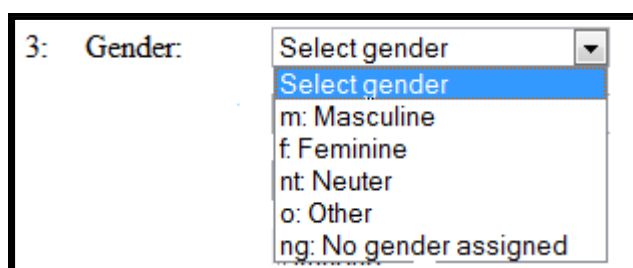 3: Gender: Select gender
Select gender
m: Masculine
f: Feminine
nt: Neuter
o: Other
ng: No gender assigned